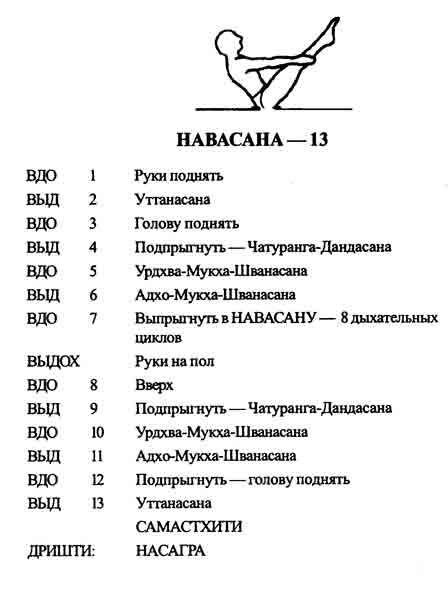 НАВАСАНА — 13
ВДО 1 Руки поднять
ВЫД 2 Уттанасана
ВДО 3 Голову поднять
ВЫД 4 Подпрыгнуть — Чатуранга-Дандасана
ВДО 5 Урдхва-Мукха-Шванасана
ВЫД 6 Адхо-Мукха-Шванасана
ВДО 7 Выпрыгнуть в НАВАСАНУ — 8 дыхательных
циклов
ВЫДОХ Руки на пол
ВДО 8 Вверх
ВЫД 9 Подпрыгнуть — Чатуранга-Дандасана
ВДО 10 Урдхва-Мукха-Шванасана
ВЫД 11 Адхо-Мукха-Шванасана
ВДО 12 Подпрыгнуть — голову поднять
ВЫД 13 Уттанасана
САМАСТХИТИ
ДРИШТИ: НАСАГРА